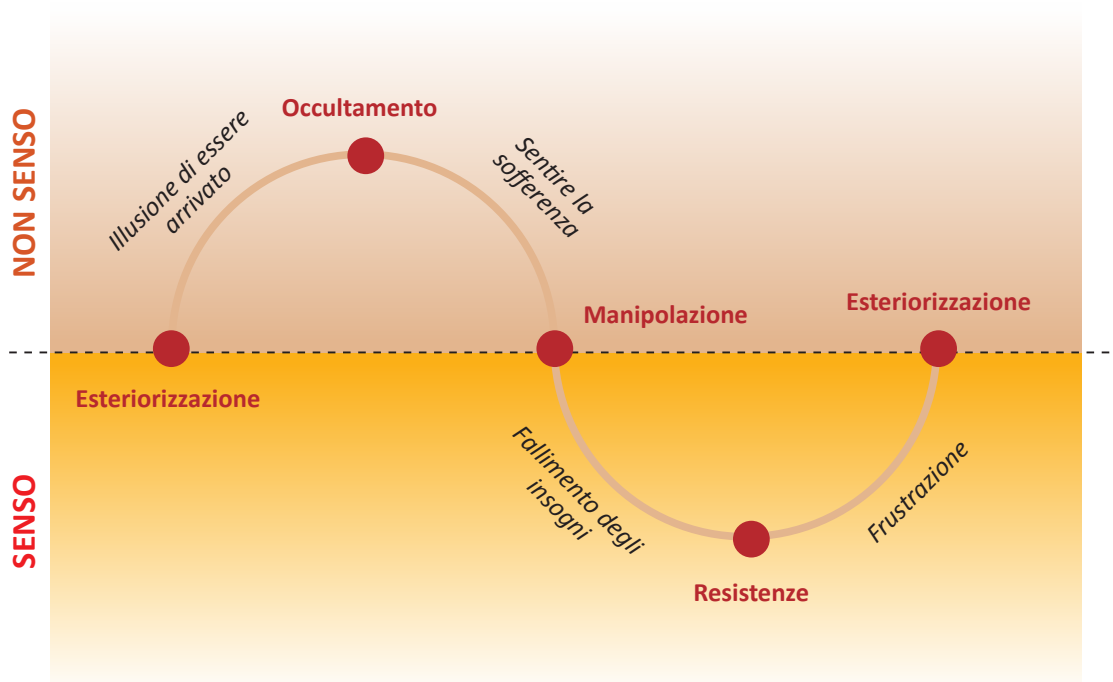 NON SENSO
Occultamento
Illusione di essere
arrivato
Sentire la
sofferenza
Manipolazione
Esteriorizzazione
Esteriorizzazione
SENSO
Fallimento degli
insogni
Frustrazione
Resistenze